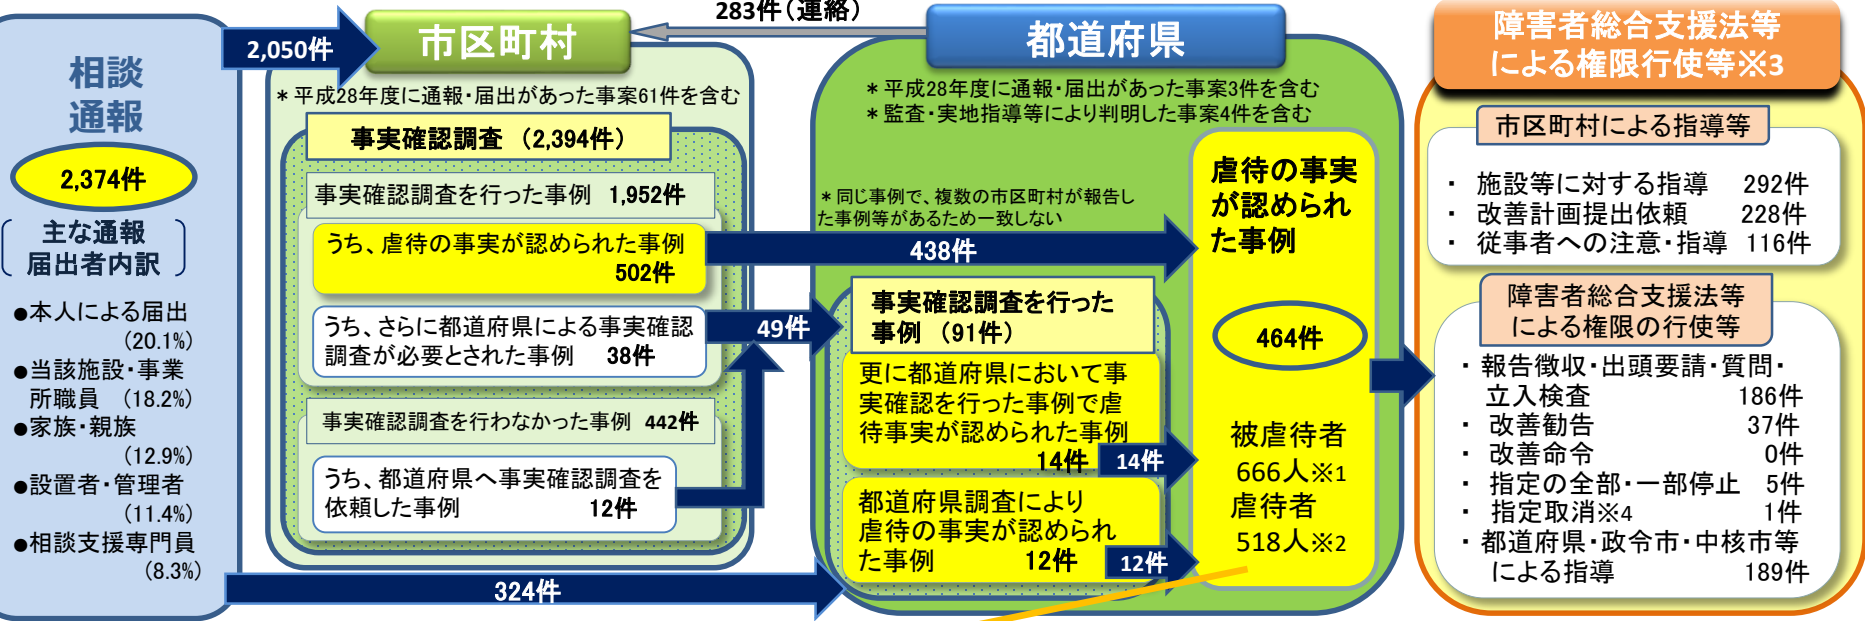 相談
通報
2,374件
主な通報
届出者内訳
●本人による届出
(20.1%)
●当該施設・事業
所職員 (18.2%)
●家族・親族
(12.9%)
●設置者・管理者
(11.4%)
●相談支援専門員
(8.3%)
2,050件
324件
市区町村
283件(連絡)
*平成28年度に通報・届出があった事案61件を含む
事実確認調査 (2,394件)
事実確認調査を行った事例 1,952件
うち、虐待の事実が認められた事例
502件
うち、さらに都道府県による事実確認
調査が必要とされた事例 38件
事実確認調査を行わなかった事例 442件
うち、都道府県へ事実確認調査を
依頼した事例 12件
都道府県
*平成28年度に通報・届出があった事案3件を含む
*監査・実地指導等により判明した事案4件を含む
*同じ事例で、複数の市区町村が報告し
た事例等があるため一致しない
438件
49件
事実確認調査を行った
事例 (91件)
更に都道府県において事
実確認を行った事例で虐
待事実が認められた事例
14件
14件
都道府県調査により
虐待の事実が認められ
た事例 12件
12件
虐待の事実
が認められ
た事例
464件
被虐待者
666人※1
虐待者
518人※2
障害者総合支援法等
による権限行使等※3
市区町村による指導等
・ 施設等に対する指導 292件
・ 改善計画提出依頼 228件
・ 従事者への注意・指導 116件
障害者総合支援法等
による権限の行使等
・報告徴収・出頭要請・質問・
立入検査 186件
・ 改善勧告 37件
・ 改善命令 0件
・ 指定の全部・一部停止 5件
・ 指定取消※4 1件
・都道府県・政令市・中核市等
による指導 189件